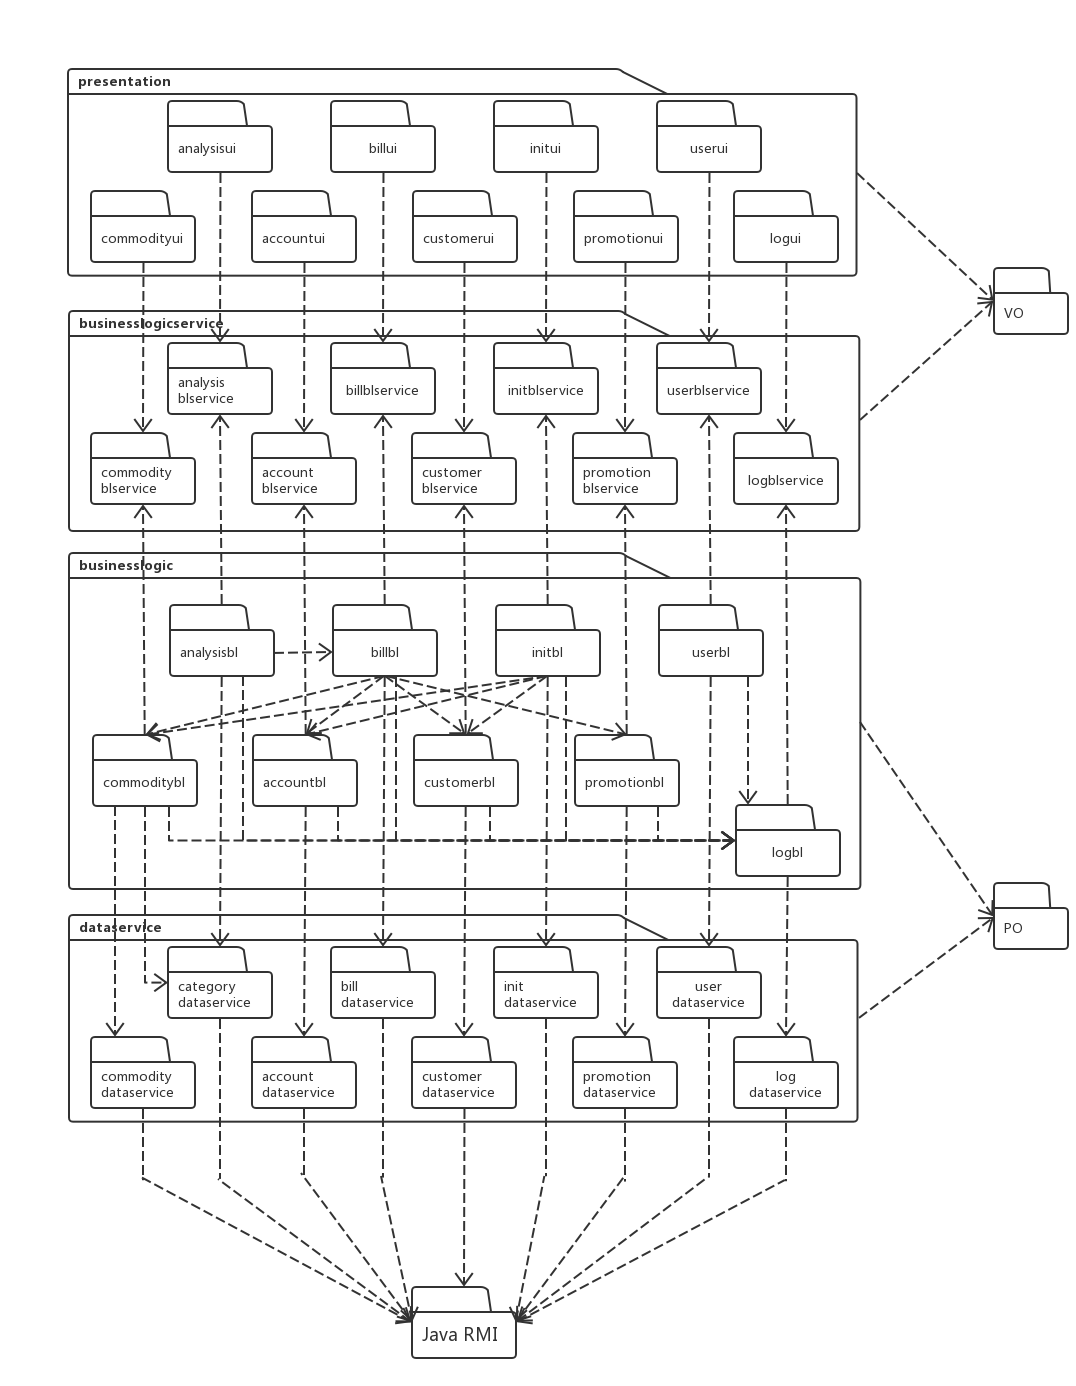 presentation
analysisui
billui
initui
userui
commodityui
accountui
customerui
promotionui
logui
VO
businesslogicservice
analysis
blservice
billblservice
initblservice
userblservice
commodity
blservice
account
blservice
customer
blservice
promotion
blservice
logblservice
businesslogic
analysisbl
billbl
initbl
userbl
commoditybl
accountbl
customerbl
promotionbl
logbl
PO
dataservice
category
dataservice
bill
dataservice
init
dataservice
user
dataservice
commodity
dataservice
account
dataservice
customer
dataservice
promotion
dataservice
log
dataservice
Java RMI